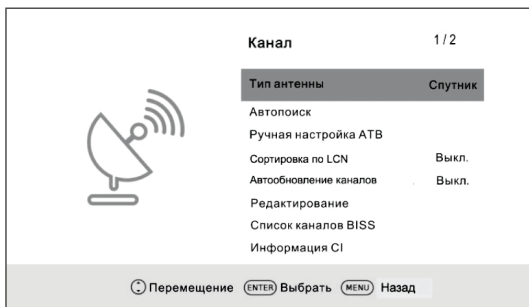 Канал 1 / 2
Тип антенны Спутник
Автопоиск
Ручная настройка АТВ
Сортировка по LCN Выкл.
Автообновление каналов Выкл.
Редактирование
Список каналов BISS
Информация CI
Перемещение ENTER Выбрать MENU Назад